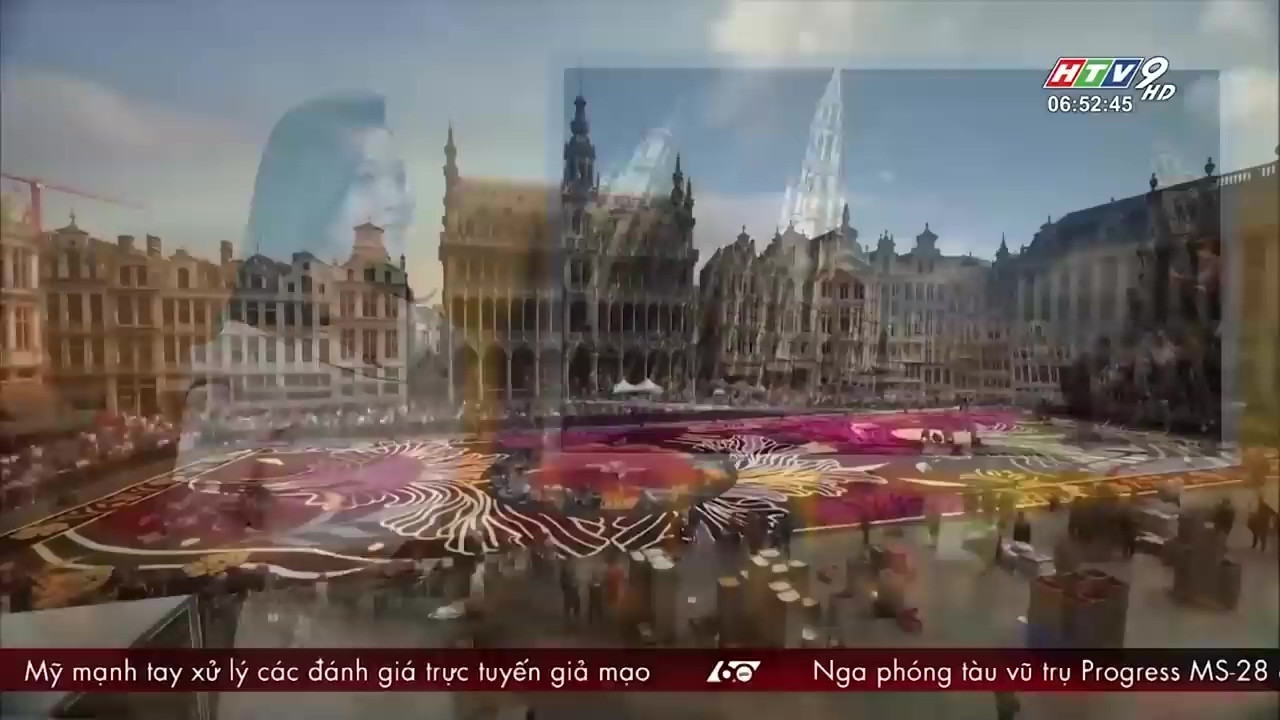 HTV9
HD
06:52:45
Mỹ mạnh tay xử lý các đánh giá trực tuyến giả mạo
60
Nga phóng tàu vũ trụ Progress MS-28